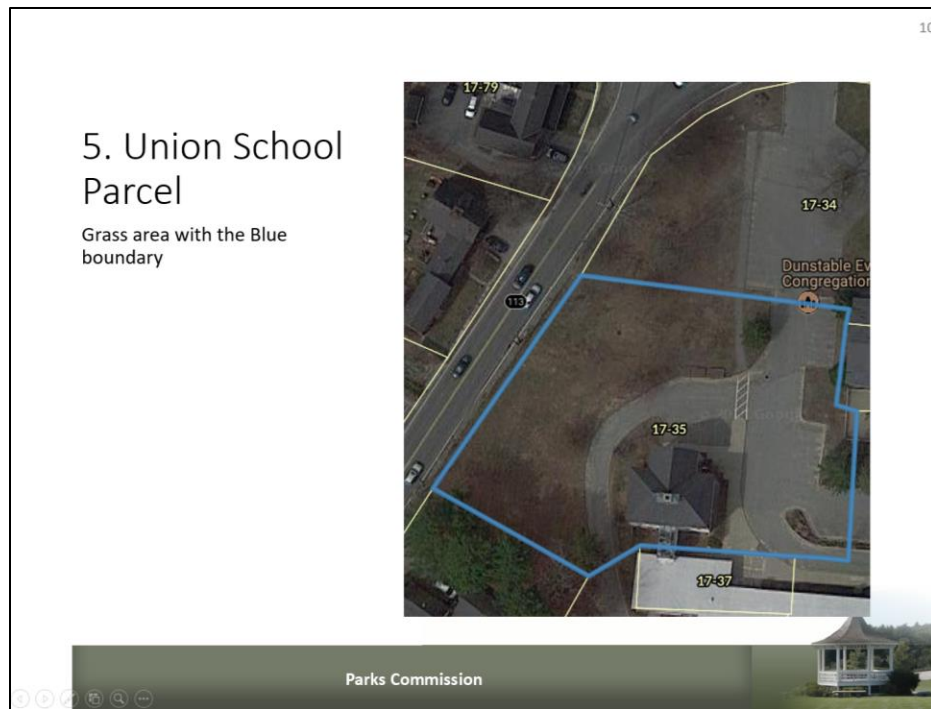 10
5. Union School
Parcel
Grass area with the Blue
boundary
17-79
17-34
Dunstable Ev
Congregation
113
17-35
17-37
Parks Commission